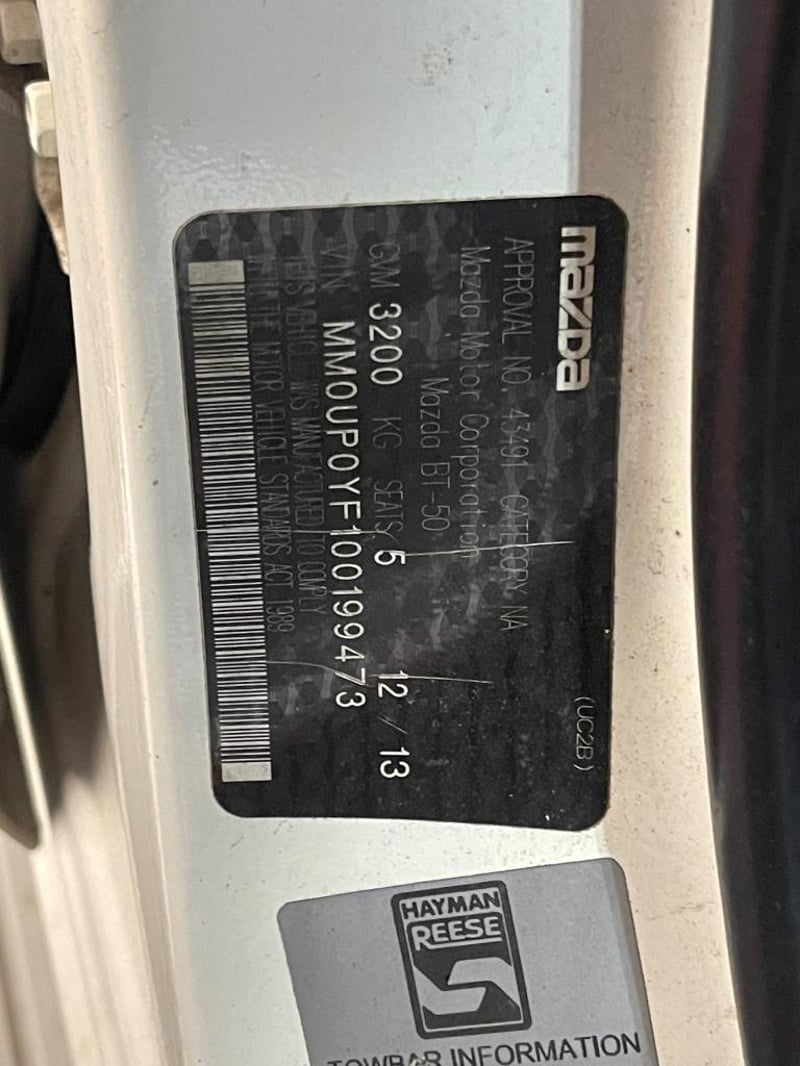 mazda
(UC2B)
APPROVAL NO. 43491 CATEGORY NA
Mazda Motor Corporation
Mazda BT-50
GVM 3200 KG SEATS 5 12 / 13
VIN MM0UP0YF100199473
THIS VEHICLE WAS MANUFACTURED TO COMPLY
WITH THE MOTOR VEHICLE STANDARDS ACT 1989
HAYMAN
REESE
TOWBAR INFORMATION